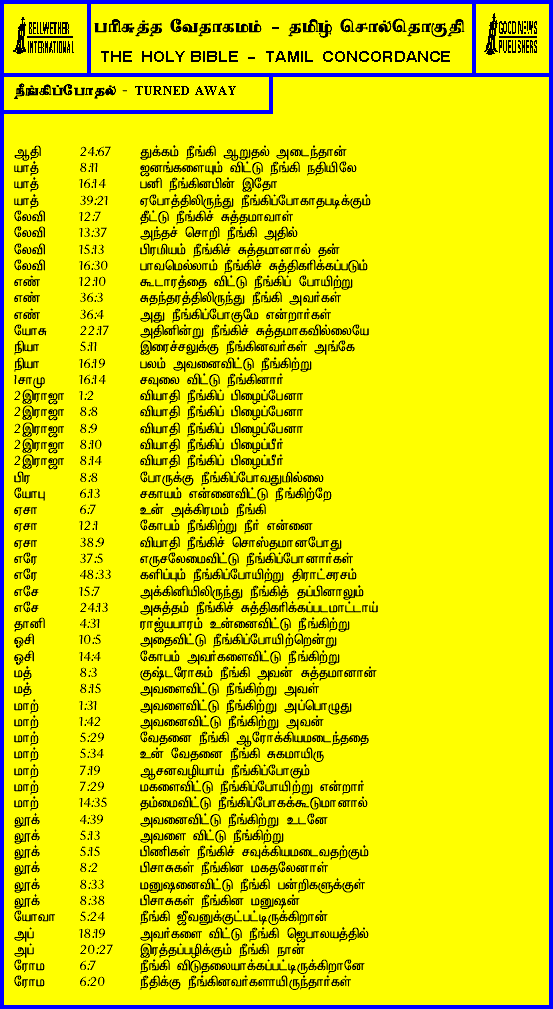 BELLWETHER
INTERNATIONAL
பரிசுத்த வேதாகமம் - தமிழ் சொல்தொகுதி
THE HOLY BIBLE - TAMIL CONCORDANCE
GOOD NEWS
PUBLISHERS
நீங்கிப்போதல் - TURNED AWAY
ஆதி 24:67 துக்கம் நீங்கி ஆறுதல் அடைந்தான்
யாத் 8:11 ஜனங்களையும் விட்டு நீங்கி நதியிலே
யாத் 16:14 பனி நீங்கினபின் இதோ
யாத் 39:21 ஏபோத்திலிருந்து நீங்கிப்போகாதபடிக்கும்
லேவி 12:7 தீட்டு நீங்கிச் சுத்தமாவாள்
லேவி 13:37 அந்தச் சொறி நீங்கி அதில்
லேவி 15:13 பிரமியம் நீங்கிச் சுத்தமானால் தன்
லேவி 16:30 பாவமெல்லாம் நீங்கிச் சுத்திகரிக்கப்படும்
எண் 12:10 கூடாரத்தை விட்டு நீங்கிப் போயிற்று
எண் 36:3 சுதந்தரத்திலிருந்து நீங்கி அவர்கள்
எண் 36:4 அது நீங்கிப்போகுமே என்றார்கள்
யோசு 22:17 அதினின்று நீங்கிச் சுத்தமாகவில்லையே
நியா 5:11 இரைச்சலுக்கு நீங்கினவர்கள் அங்கே
நியா 16:19 பலம் அவனைவிட்டு நீங்கிற்று
1சாமு 16:14 சவுலை விட்டு நீங்கினார்
2இராஜா 1:2 வியாதி நீங்கிப் பிழைப்பேனா
2இராஜா 8:8 வியாதி நீங்கிப் பிழைப்பேனா
2இராஜா 8:9 வியாதி நீங்கிப் பிழைப்பேனா
2இராஜா 8:10 வியாதி நீங்கிப் பிழைப்பீர்
2இராஜா 8:14 வியாதி நீங்கிப் பிழைப்பீர்
பிர 8:8 போருக்கு நீங்கிப்போவதுமில்லை
யோபு 6:13 சகாயம் என்னைவிட்டு நீங்கிற்றே
ஏசா 6:7 உன் அக்கிரமம் நீங்கி
ஏசா 12:1 கோபம் நீங்கிற்று நீர் என்னை
ஏசா 38:9 வியாதி நீங்கிச் சொஸ்தமானபோது
எரே 37:5 எருசலேமைவிட்டு நீங்கிப்போனார்கள்
எரே 48:33 களிப்பும் நீங்கிப்போயிற்று திராட்சரசம்
எசே 15:7 அக்கினியிலிருந்து நீங்கித் தப்பினாலும்
எசே 24:13 அசுத்தம் நீங்கிச் சுத்திகரிக்கப்படமாட்டாய்
தானி 4:31 ராஜ்யபாரம் உன்னைவிட்டு நீங்கிற்று
ஓசி 10:5 அதைவிட்டு நீங்கிப்போயிற்றென்று
ஓசி 14:4 கோபம் அவர்களைவிட்டு நீங்கிற்று
மத் 8:3 குஷ்டரோகம் நீங்கி அவன் சுத்தமானான்
மத் 8:15 அவளைவிட்டு நீங்கிற்று அவள்
மாற் 1:31 அவளைவிட்டு நீங்கிற்று அப்பொழுது
மாற் 1:42 அவனைவிட்டு நீங்கிற்று அவன்
மாற் 5:29 வேதனை நீங்கி ஆரோக்கியமடைந்ததை
மாற் 5:34 உன் வேதனை நீங்கி சுகமாயிரு
மாற் 7:19 ஆசனவழியாய் நீங்கிப்போகும்
மாற் 7:29 மகளைவிட்டு நீங்கிப்போயிற்று என்றார்
மாற் 14:35 தம்மைவிட்டு நீங்கிப்போகக்கூடுமானால்
லூக் 4:39 அவனைவிட்டு நீங்கிற்று உடனே
லூக் 5:13 அவளை விட்டு நீங்கிற்று
லூக் 5:15 பிணிகள் நீங்கிச் சவுக்கியமடைவதற்கும்
லூக் 8:2 பிசாசுகள் நீங்கின மகதலேனாள்
லூக் 8:33 மனுஷனைவிட்டு நீங்கி பன்றிகளுக்குள்
லூக் 8:38 பிசாசுகள் நீங்கின மனுஷன்
யோவா 5:24 நீங்கி ஜீவனுக்குட்பட்டிருக்கிறான்
அப் 18:19 அவர்களை விட்டு நீங்கி ஜெபாலயத்தில்
அப் 20:27 இரத்தப்பழிக்கும் நீங்கி நான்
ரோம 6:7 நீங்கி விடுதலையாக்கப்பட்டிருக்கிறானே
ரோம 6:20 நீதிக்கு நீங்கினவர்களாயிருந்தார்கள்